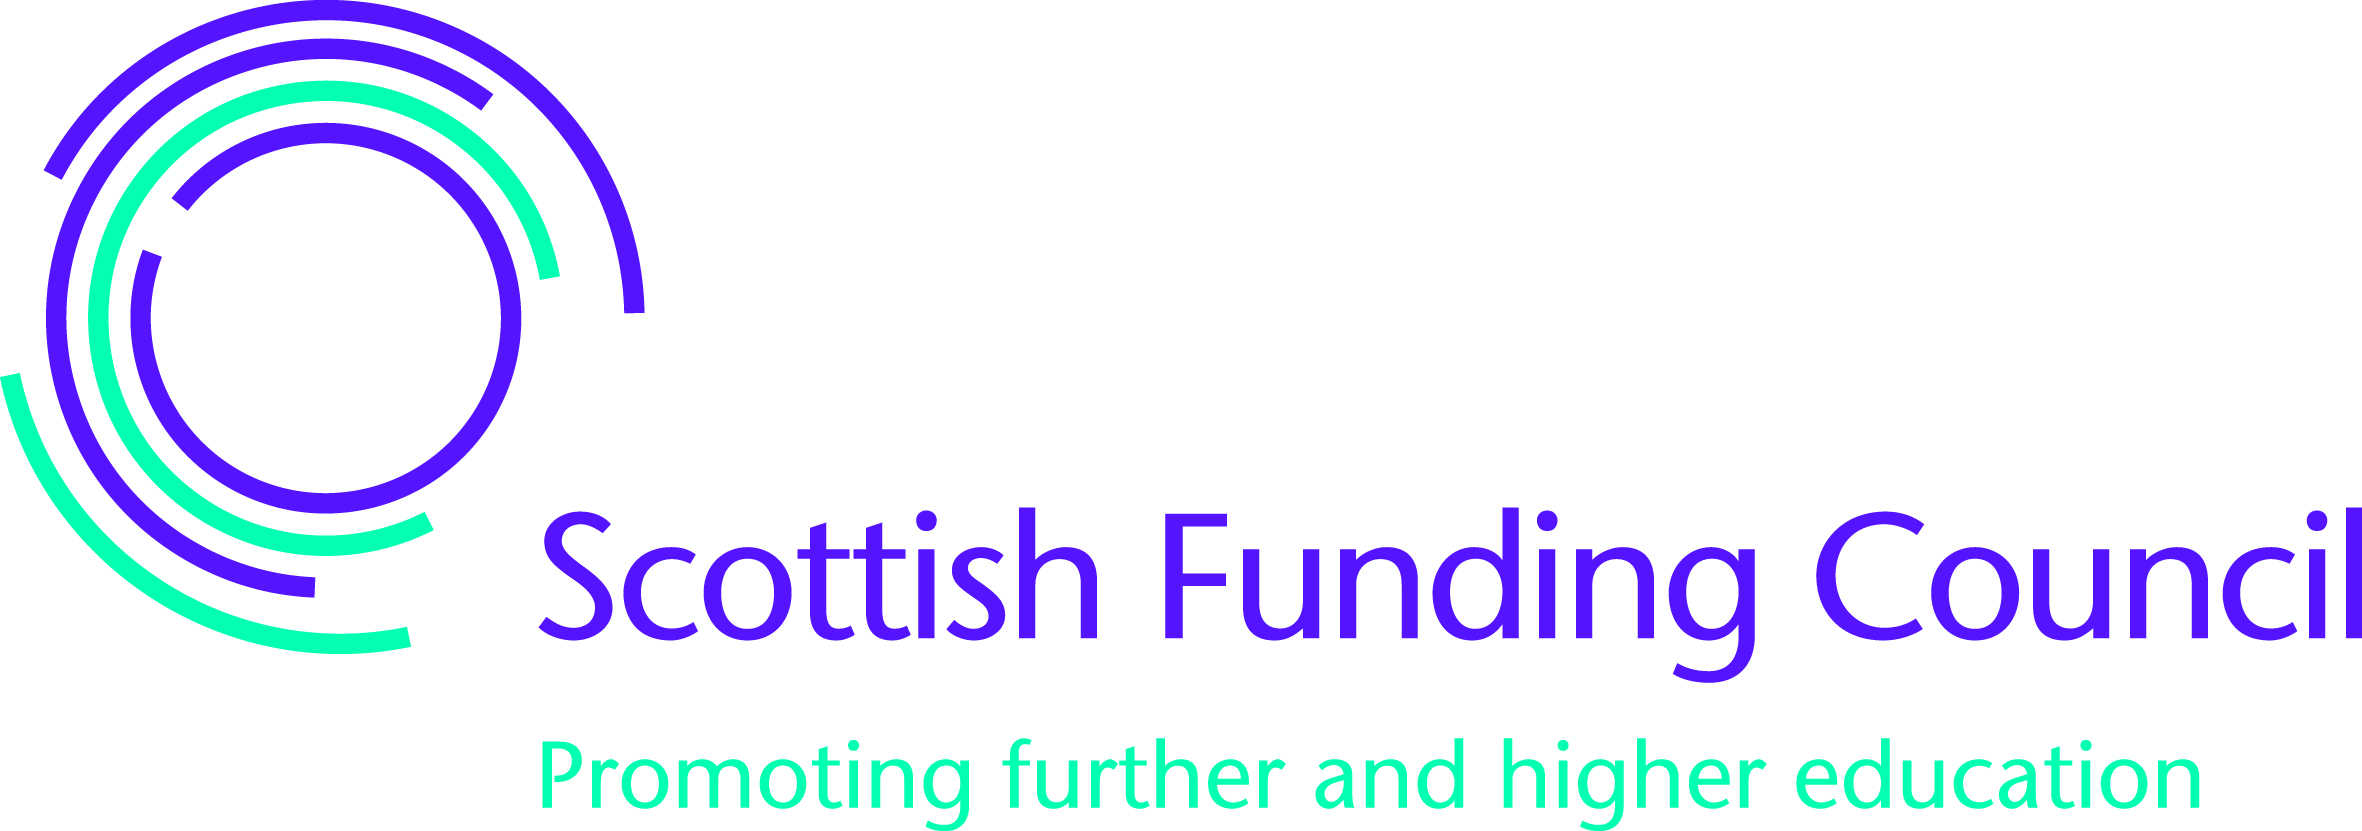 Scottish Funding Council
Promoting further and higher education